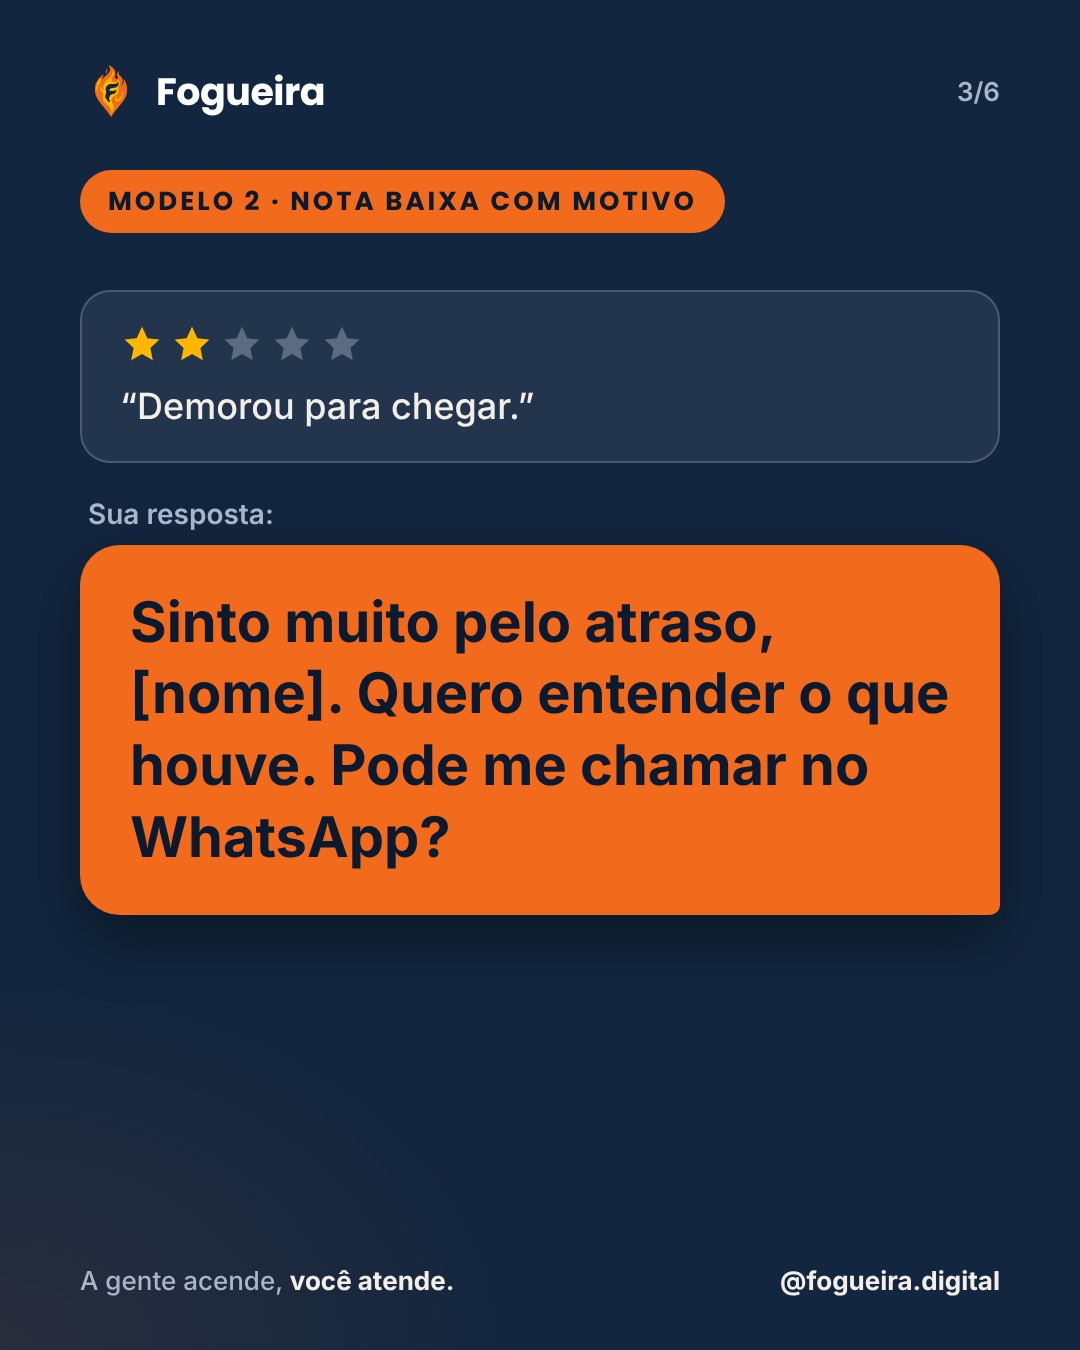 Fogueira
3/6
MODELO 2 · NOTA BAIXA COM MOTIVO
“Demorou para chegar.”
Sua resposta:
Sinto muito pelo atraso,
[nome]. Quero entender o que
houve. Pode me chamar no
WhatsApp?
A gente acende, você atende.
@fogueira.digital